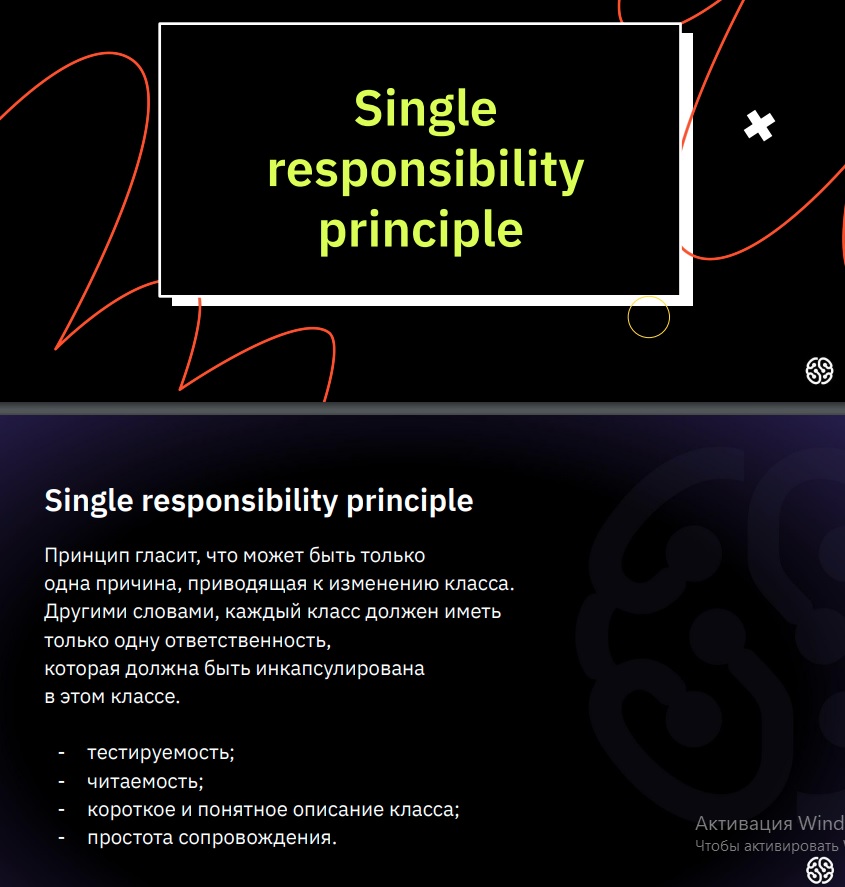 Single
responsibility
principle
Single responsibility principle
Принцип гласит, что может быть только
одна причина, приводящая к изменению класса.
Другими словами, каждый класс должен иметь
только одну ответственность,
которая должна быть инкапсулирована
в этом классе.
- тестируемость;
- читаемость;
- короткое и понятное описание класса;
- простота сопровождения.
Активация Wind
Чтобы активировать